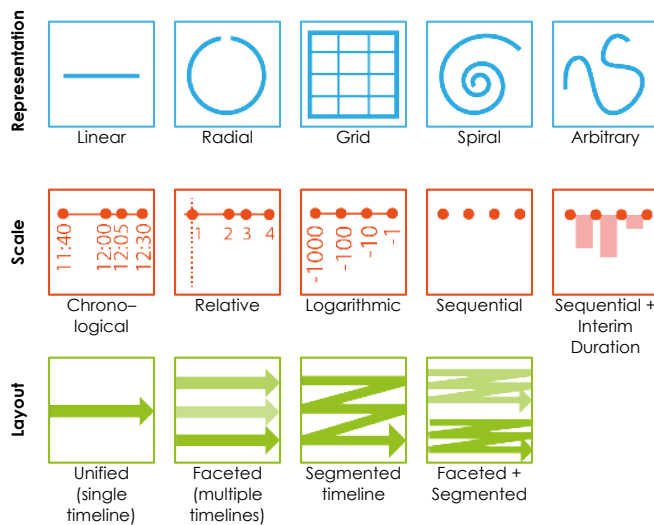 Representation
Linear
Radial
Grid
Spiral
Arbitrary
Scale
11:40
12:00
12:05
12:30
1
2
3
4
-1000
-100
-10
-1
Chrono–
logical
Relative
Logarithmic
Sequential
Sequential +
Interim
Duration
Layout
Unified
(single
timeline)
Faceted
(multiple
timelines)
Segmented
timeline
Faceted +
Segmented